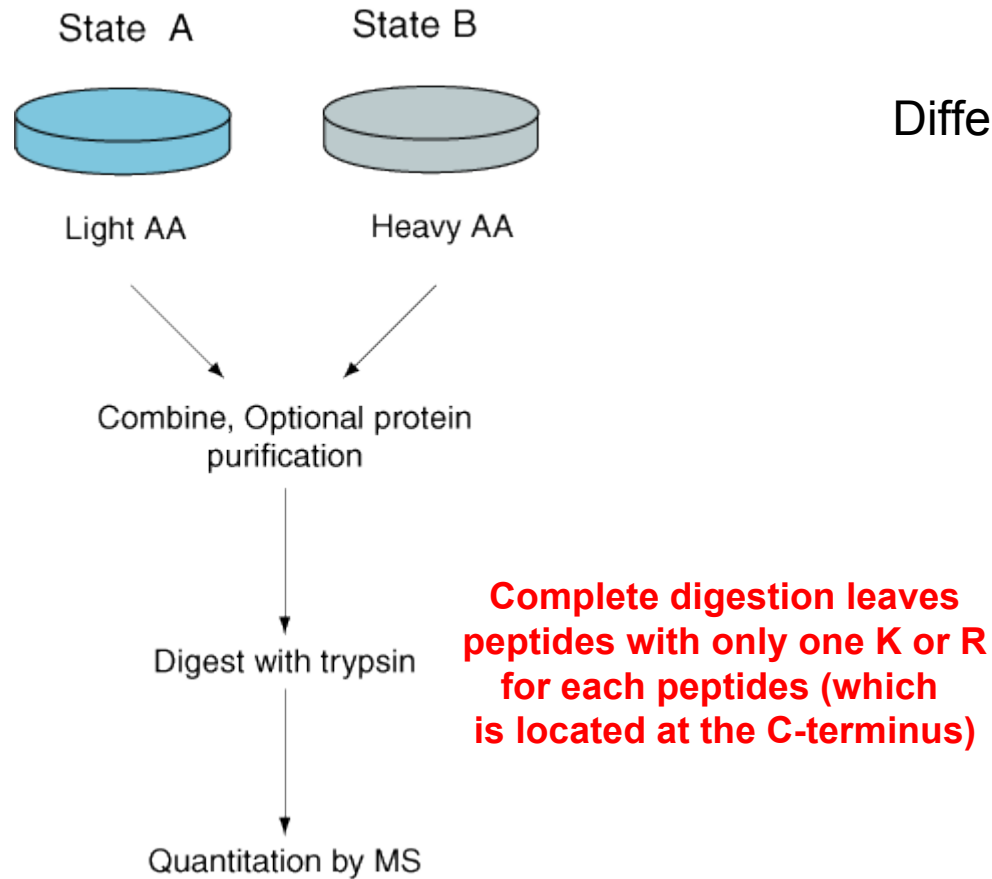 State A
State B
Diffe
Light AA
Heavy AA
Combine, Optional protein
purification
Complete digestion leaves
peptides with only one K or R
for each peptides (which
is located at the C-terminus)
Digest with trypsin
Quantitation by MS